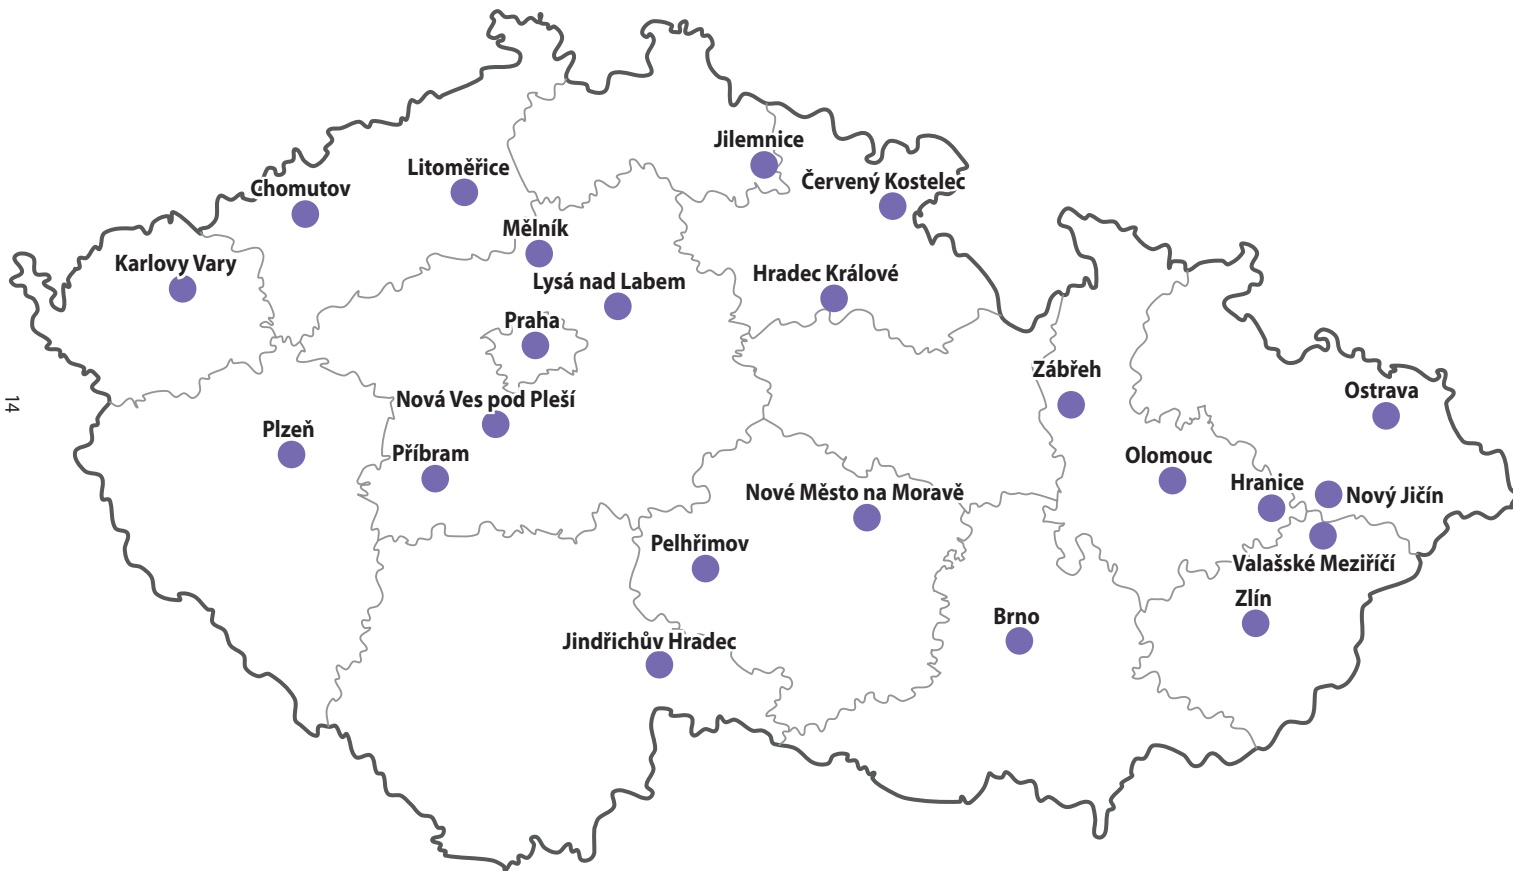 Jilemnice
Litoměřice
Červený Kostelec
Chomutov
Mělník
Karlovy Vary
Lysá nad Labem
Hradec Králové
Praha
Zábřeh
Ostrava
Nová Ves pod Pleší
Plzeň
Příbram
Olomouc
Hranice
Nový Jičín
Nové Město na Moravě
Pelhřimov
Valašské Meziříčí
Zlín
Brno
Jindřichův Hradec
14